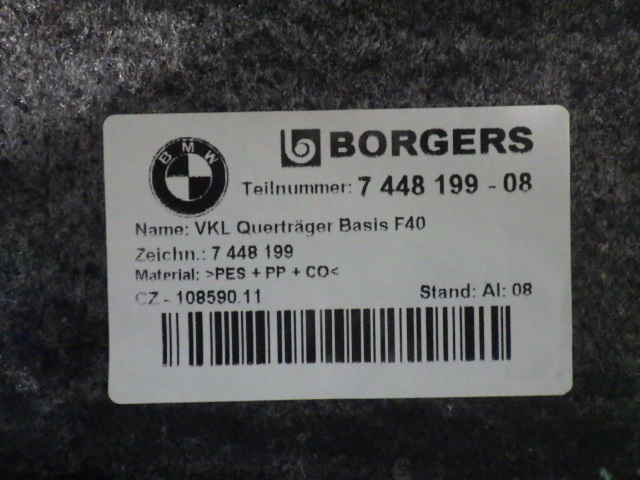 BMW
BORGERS
Teilnummer: 7 448 199 - 08
Name: VKL Querträger Basis F40
Zeichn.: 7 448 199
Material: >PES + PP + CO<
CZ - 108590.11 Stand: AI: 08